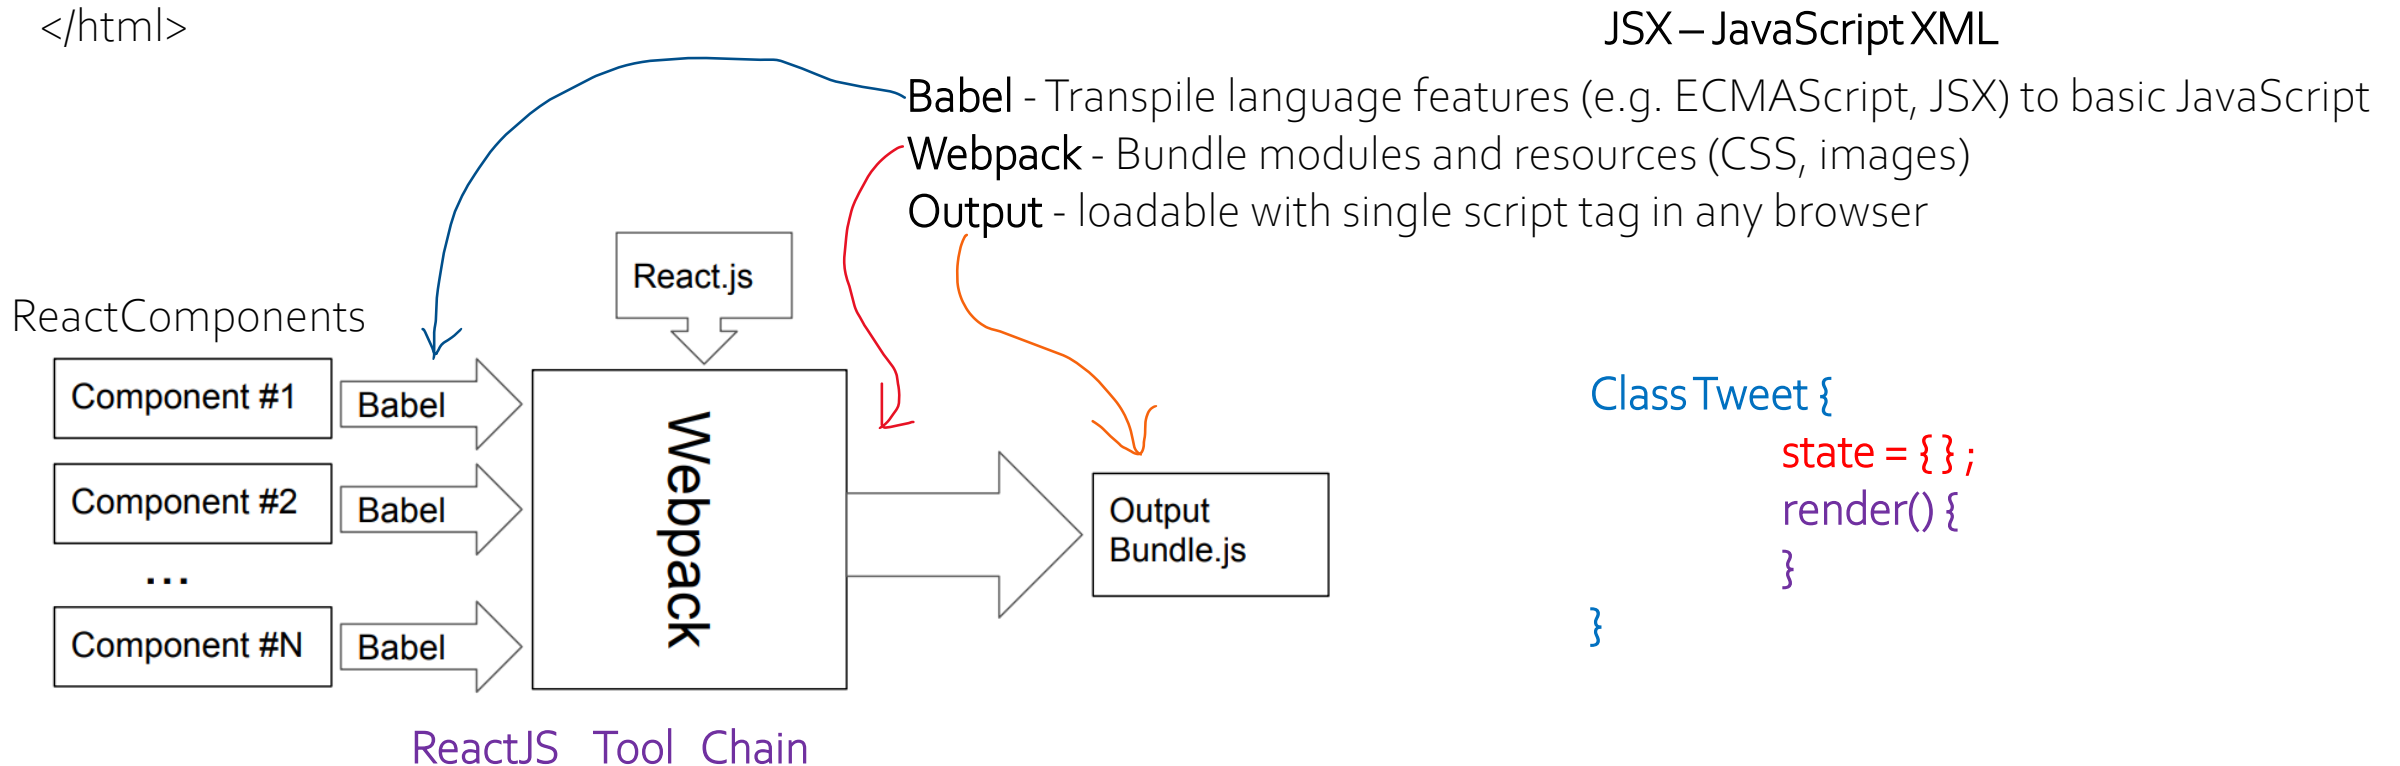 </html>
JSX – JavaScript XML
Babel - Transpile language features (e.g. ECMAScript, JSX) to basic JavaScript
Webpack - Bundle modules and resources (CSS, images)
Output - loadable with single script tag in any browser
React.js
ReactComponents
Component #1
Babel
Component #2
Babel
...
Component #N
Babel
Webpack
Output
Bundle.js
ReactJS Tool Chain
Class Tweet {
state = { } ;
render() {
}
}